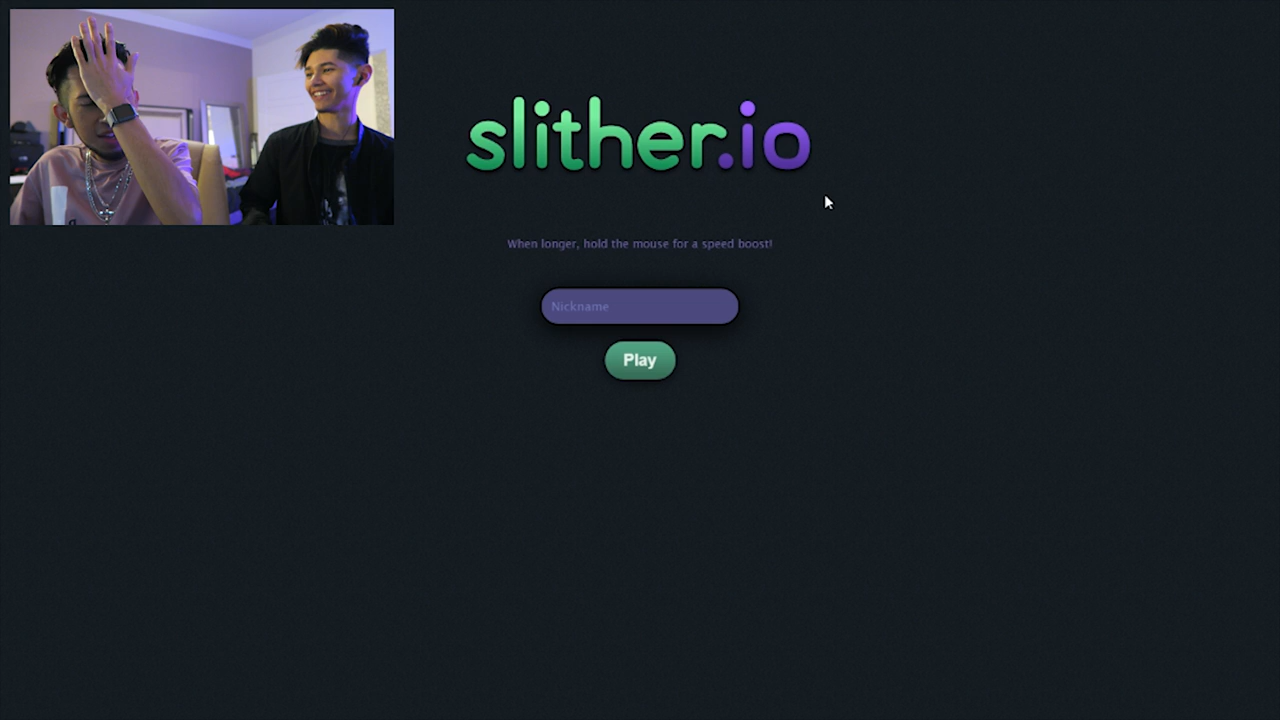 slither.io
When longer, hold the mouse for a speed boost!
Nickname
Play